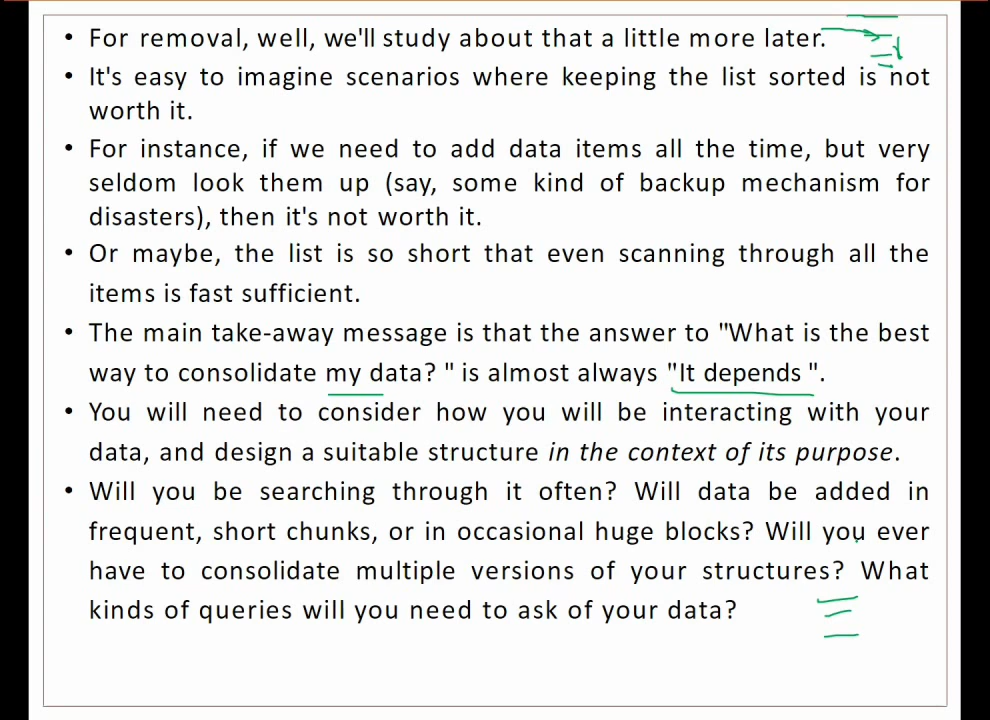 • For removal, well, we'll study about that a little more later.
• It's easy to imagine scenarios where keeping the list sorted is not
worth it.
• For instance, if we need to add data items all the time, but very
seldom look them up (say, some kind of backup mechanism for
disasters), then it's not worth it.
• Or maybe, the list is so short that even scanning through all the
items is fast sufficient.
• The main take-away message is that the answer to "What is the best
way to consolidate my data? " is almost always "It depends ".
• You will need to consider how you will be interacting with your
data, and design a suitable structure in the context of its purpose.
• Will you be searching through it often? Will data be added in
frequent, short chunks, or in occasional huge blocks? Will you ever
have to consolidate multiple versions of your structures? What
kinds of queries will you need to ask of your data?